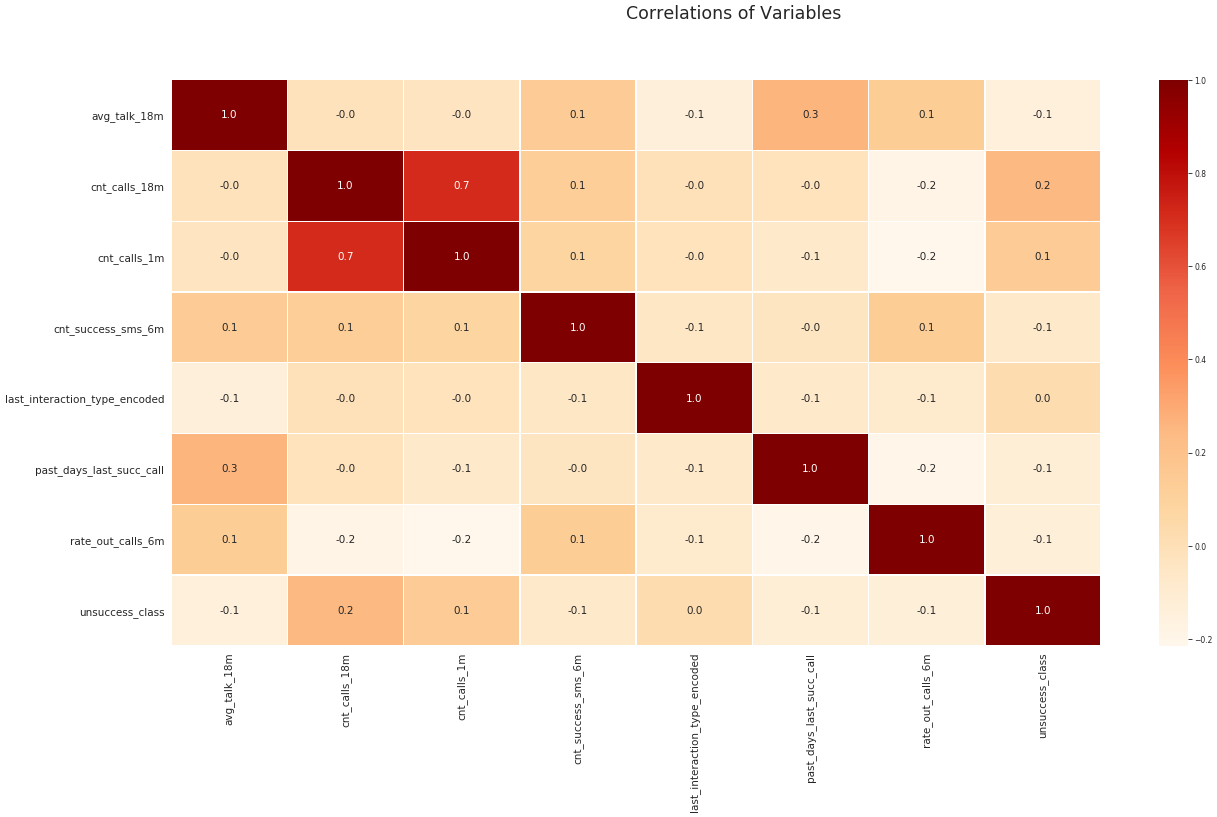 Correlations of Variables
avg_talk_18m 1.0 -0.0 -0.0 0.1 -0.1 0.3 0.1 -0.1
cnt_calls_18m -0.0 1.0 0.7 0.1 -0.0 -0.0 -0.2 0.2
cnt_calls_1m -0.0 0.7 1.0 0.1 -0.0 -0.1 -0.2 0.1
cnt_success_sms_6m 0.1 0.1 0.1 1.0 -0.1 -0.0 0.1 -0.1
last_interaction_type_encoded -0.1 -0.0 -0.0 -0.1 1.0 -0.1 -0.1 0.0
past_days_last_succ_call 0.3 -0.0 -0.1 -0.0 -0.1 1.0 -0.2 -0.1
rate_out_calls_6m 0.1 -0.2 -0.2 0.1 -0.1 -0.2 1.0 -0.1
unsuccess_class -0.1 0.2 0.1 -0.1 0.0 -0.1 -0.1 1.0
avg_talk_18m
cnt_calls_18m
cnt_calls_1m
cnt_success_sms_6m
last_interaction_type_encoded
past_days_last_succ_call
rate_out_calls_6m
unsuccess_class
1.0
0.8
0.6
0.4
0.2
0.0
−0.2